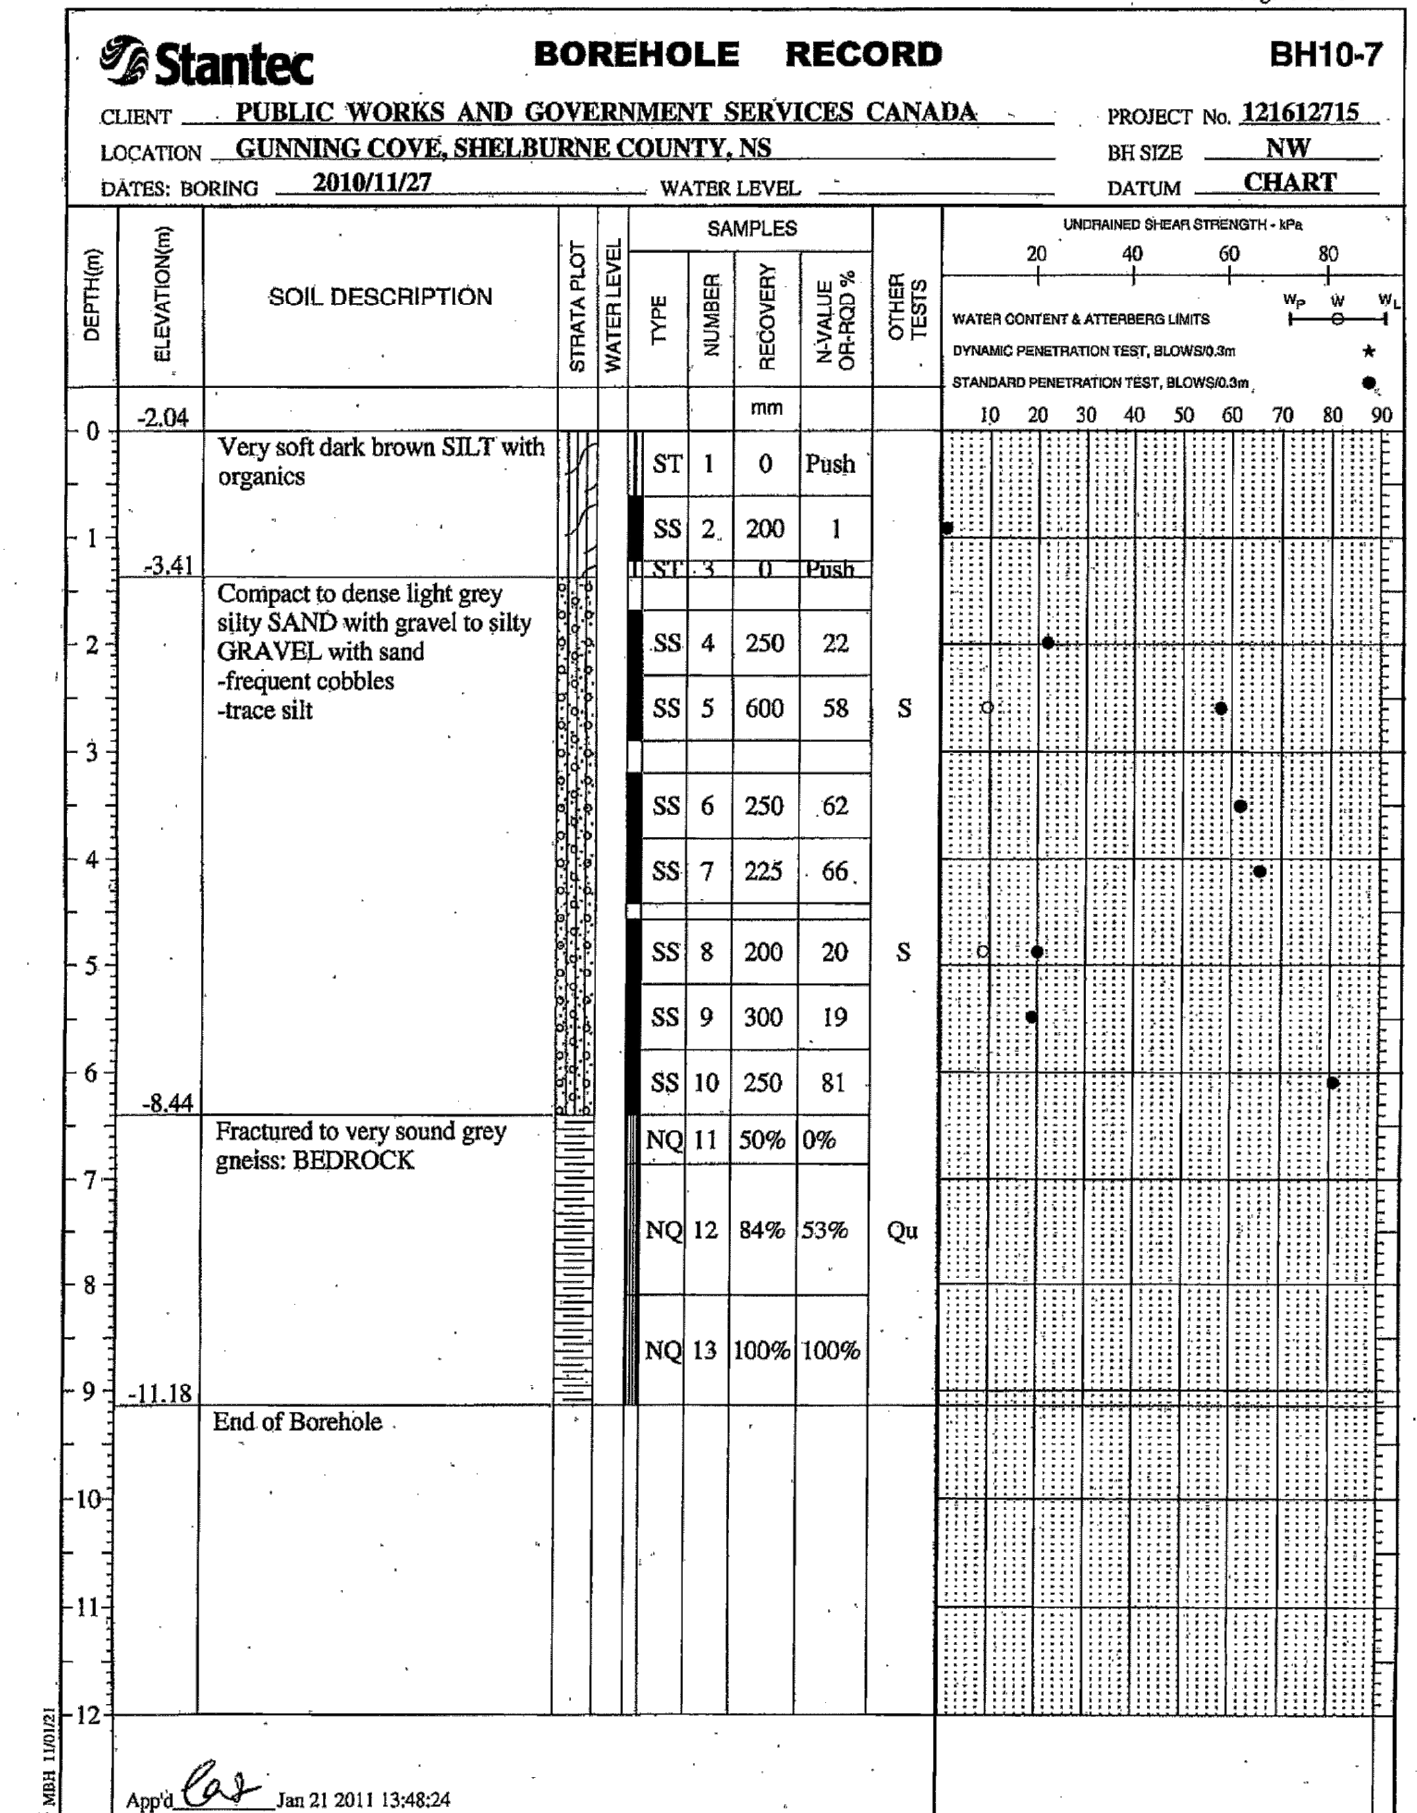 Stantec BOREHOLE RECORD BH10-7
CLIENT PUBLIC WORKS AND GOVERNMENT SERVICES CANADA PROJECT No. 121612715
LOCATION GUNNING COVE, SHELBURNE COUNTY, NS BH SIZE NW
DATES: BORING 2010/11/27 WATER LEVEL DATUM CHART
DEPTH(m)
ELEVATION(m)
SOIL DESCRIPTION
STRATA PLOT
WATER LEVEL
SAMPLES
TYPE
NUMBER
RECOVERY
N-VALUE
OR-RQD %
OTHER
TESTS
UNDRAINED SHEAR STRENGTH - kPa
20 40 60 80
WP W WL
WATER CONTENT & ATTERBERG LIMITS
DYNAMIC PENETRATION TEST, BLOWS/0.3m ★
STANDARD PENETRATION TEST, BLOWS/0.3m ●
-2.04 mm 10 20 30 40 50 60 70 80 90
0
Very soft dark brown SILT with
organics
ST 1 0 Push
1
SS 2 200 1
-3.41
ST 3 0 Push
Compact to dense light grey
silty SAND with gravel to silty
GRAVEL with sand
-frequent cobbles
-trace silt
2
SS 4 250 22
SS 5 600 58 S
3
SS 6 250 62
4
SS 7 225 66
SS 8 200 20 S
5
SS 9 300 19
6
SS 10 250 81
-8.44
Fractured to very sound grey
gneiss: BEDROCK
NQ 11 50% 0%
7
NQ 12 84% 53% Qu
8
NQ 13 100% 100%
9
-11.18
End of Borehole
10
11
12
MBH 11/01/21
App'd Jan 21 2011 13:48:24